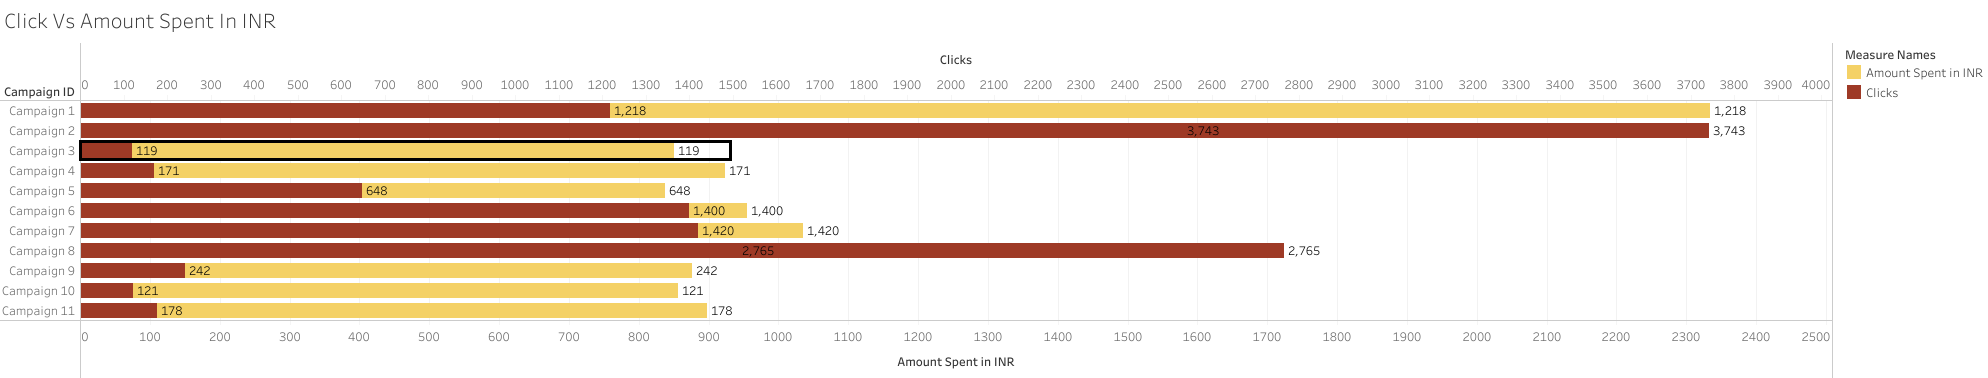 Click Vs Amount Spent In INR
Clicks
Measure Names
Amount Spent in INR
Clicks
0 100 200 300 400 500 600 700 800 900 1000 1100 1200 1300 1400 1500 1600 1700 1800 1900 2000 2100 2200 2300 2400 2500 2600 2700 2800 2900 3000 3100 3200 3300 3400 3500 3600 3700 3800 3900 4000
Campaign ID
Campaign 1 1,218 1,218
Campaign 2 3,743 3,743
Campaign 3 119 119
Campaign 4 171 171
Campaign 5 648 648
Campaign 6 1,400 1,400
Campaign 7 1,420 1,420
Campaign 8 2,765 2,765
Campaign 9 242 242
Campaign 10 121 121
Campaign 11 178 178
0 100 200 300 400 500 600 700 800 900 1000 1100 1200 1300 1400 1500 1600 1700 1800 1900 2000 2100 2200 2300 2400 2500
Amount Spent in INR